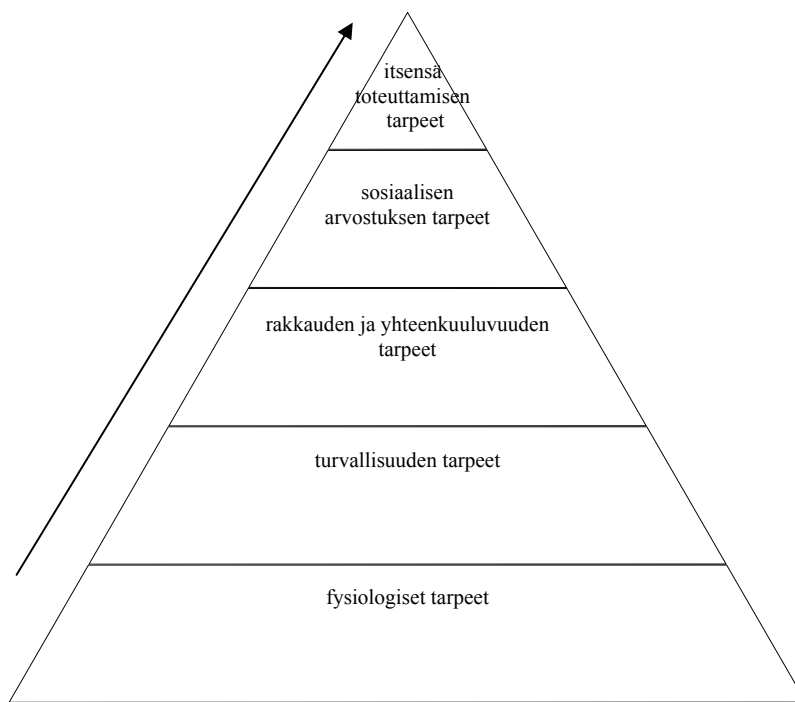 itsensä
toteuttamisen
tarpeet
sosiaalisen
arvostuksen tarpeet
rakkauden ja yhteenkuuluvuuden
tarpeet
turvallisuuden tarpeet
fysiologiset tarpeet